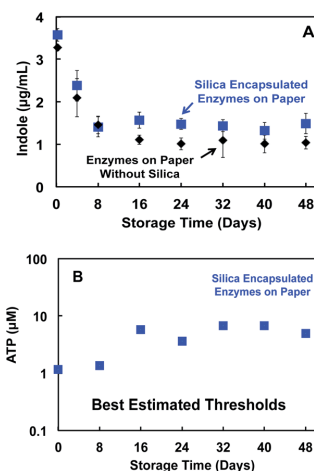 4
A
Silica Encapsulated
Enzymes on Paper
3
Indole (µg/mL)
2
1
Enzymes on Paper
Without Silica
0
0 8 16 24 32 40 48
Storage Time (Days)
100
B
Silica Encapsulated
Enzymes on Paper
10
ATP (µM)
1
Best Estimated Thresholds
0.1
0 8 16 24 32 40 48
Storage Time (Days)